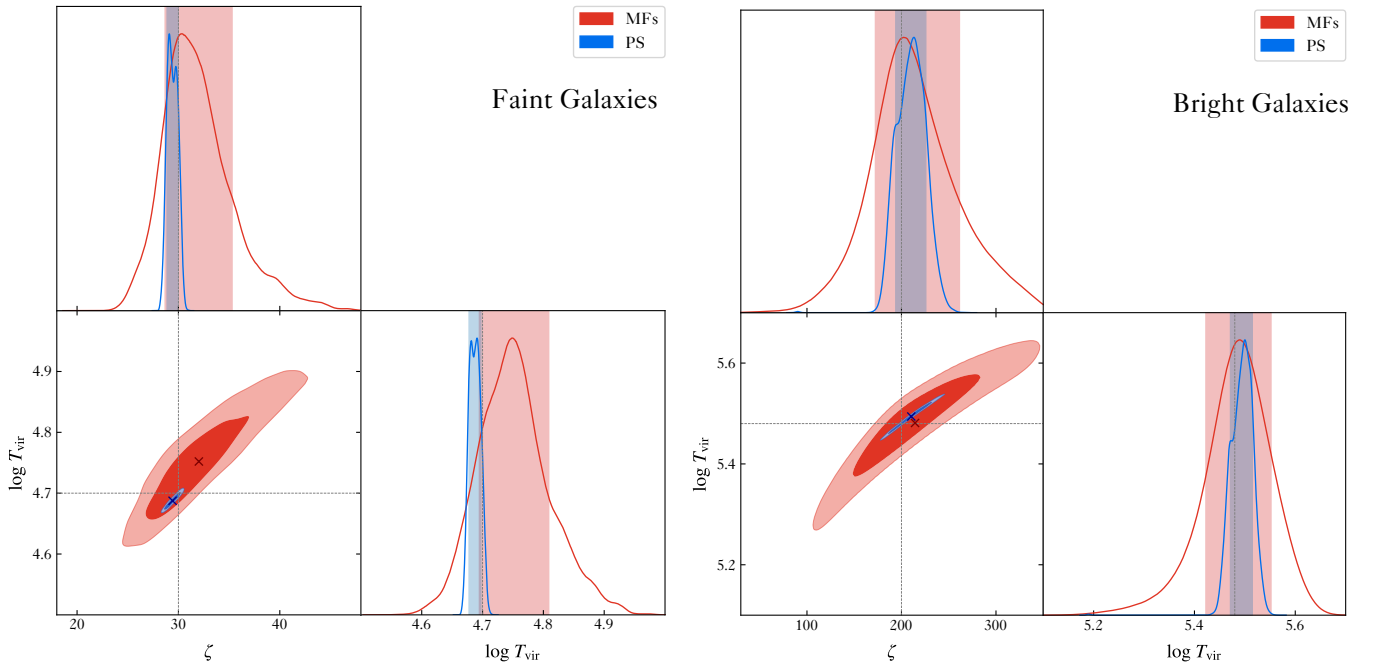 MFs
PS
Faint Galaxies
4.9
4.8
4.7
4.6
log T_vir
20
30
40
ζ
4.6
4.7
4.8
4.9
log T_vir
MFs
PS
Bright Galaxies
5.6
5.4
5.2
log T_vir
100
200
300
ζ
5.2
5.4
5.6
log T_vir